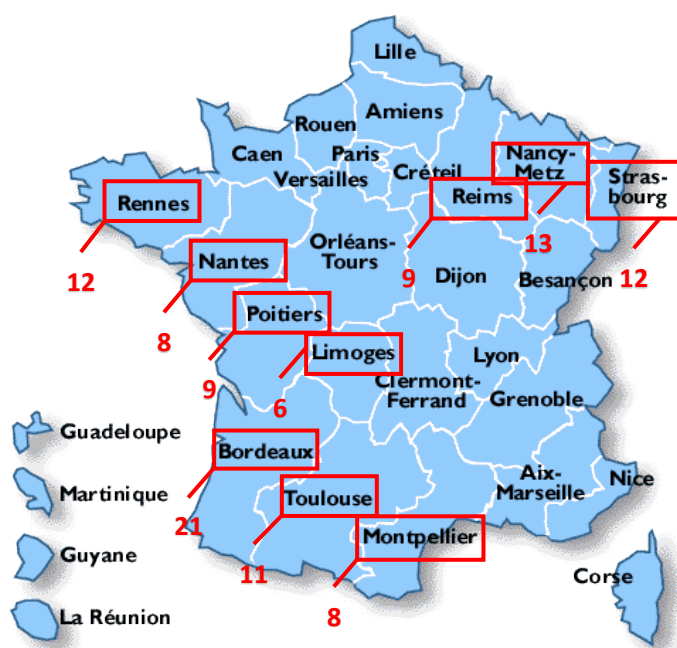 Lille
Amiens
Rouen
Caen
Paris
Versailles
Créteil
Nancy-
Metz
Stras-
bourg
Reims
Rennes
13
12
12
Orléans-
Tours
9
Nantes
Dijon
Besançon
8
Poitiers
9
Limoges
6
Lyon
Clermont-
Ferrand
Grenoble
Guadeloupe
Bordeaux
21
Martinique
Toulouse
11
Aix-
Marseille
Nice
Montpellier
8
Guyane
Corse
La Réunion